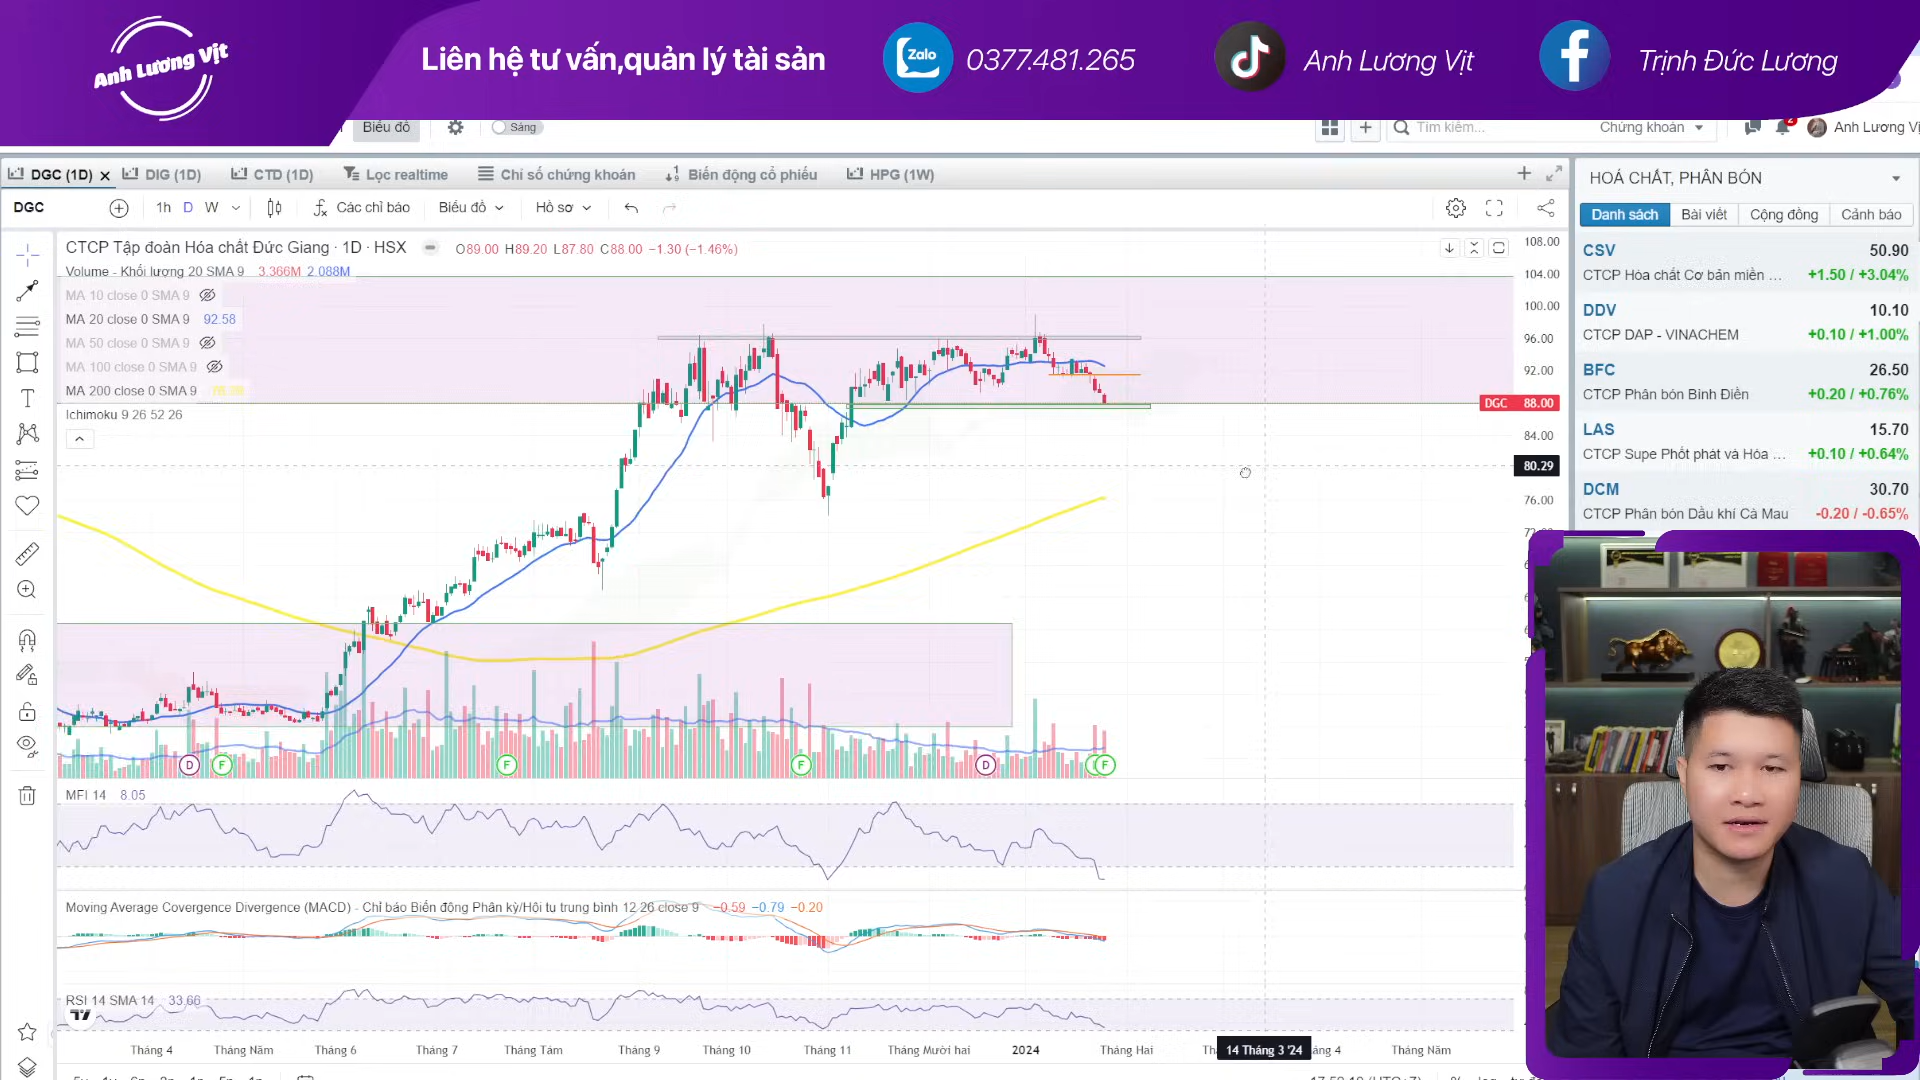 Anh Lương Vịt
Liên hệ tư vấn,quản lý tài sản
Zalo
0377.481.265
Anh Lương Vịt
Trịnh Đức Lương
Biểu đồ
Sáng
Tìm kiếm...
Chứng khoán
2
Anh Lương Vị
DGC (1D)
DIG (1D)
CTD (1D)
Lọc realtime
Chỉ số chứng khoán
Biến động cổ phiếu
HPG (1W)
HOÁ CHẤT, PHÂN BÓN
DGC
1h
D
W
Các chỉ báo
Biểu đồ
Hồ sơ
Danh sách
Bài viết
Cộng đồng
Cảnh báo
CTCP Tập đoàn Hóa chất Đức Giang · 1D · HSX
O89.00 H89.20 L87.80 C88.00 −1.30 (−1.46%)
Volume - Khối lượng 20 SMA 9 3.366M 2.088M
MA 10 close 0 SMA 9
MA 20 close 0 SMA 9 92.58
MA 50 close 0 SMA 9
MA 100 close 0 SMA 9
MA 200 close 0 SMA 9
Ichimoku 9 26 52 26
108.00
104.00
100.00
96.00
92.00
DGC 88.00
84.00
80.29
76.00
CSV 50.90
CTCP Hóa chất Cơ bản miền ... +1.50 / +3.04%
DDV 10.10
CTCP DAP - VINACHEM +0.10 / +1.00%
BFC 26.50
CTCP Phân bón Bình Điền +0.20 / +0.76%
LAS 15.70
CTCP Supe Phốt phát và Hóa ... +0.10 / +0.64%
DCM 30.70
CTCP Phân bón Dầu khí Cà Mau -0.20 / -0.65%
D
F
F
F
D
F
MFI 14 8.05
Moving Average Covergence Divergence (MACD) - Chỉ báo Biến động Phân kỳ/Hội tụ trung bình 12 26 close 9 −0.59 −0.79 −0.20
RSI 14 SMA 14 33.66
Tháng 4
Tháng Năm
Tháng 6
Tháng 7
Tháng Tám
Tháng 9
Tháng 10
Tháng 11
Tháng Mười hai
2024
Tháng Hai
14 Tháng 3 '24
áng 4
Tháng Năm